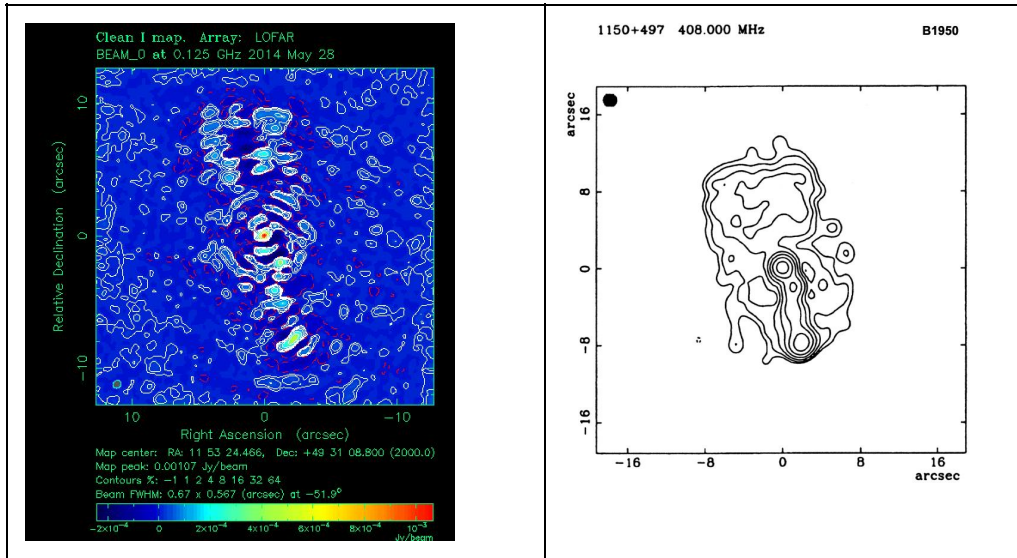 Clean I map. Array: LOFAR
BEAM_0 at 0.125 GHz 2014 May 28
Relative Declination (arcsec)
10
0
−10
10 0 −10
Right Ascension (arcsec)
Map center: RA: 11 53 24.466, Dec: +49 31 08.800 (2000.0)
Map peak: 0.00107 Jy/beam
Contours %: −1 1 2 4 8 16 32 64
Beam FWHM: 0.67 x 0.567 (arcsec) at −51.9°
−2×10⁻⁴ 0 2×10⁻⁴ 4×10⁻⁴ 6×10⁻⁴ 8×10⁻⁴ 10⁻³
Jy/beam
1150+497 408.000 MHz B1950
arcsec
16
8
0
-8
-16
-16 -8 0 8 16
arcsec